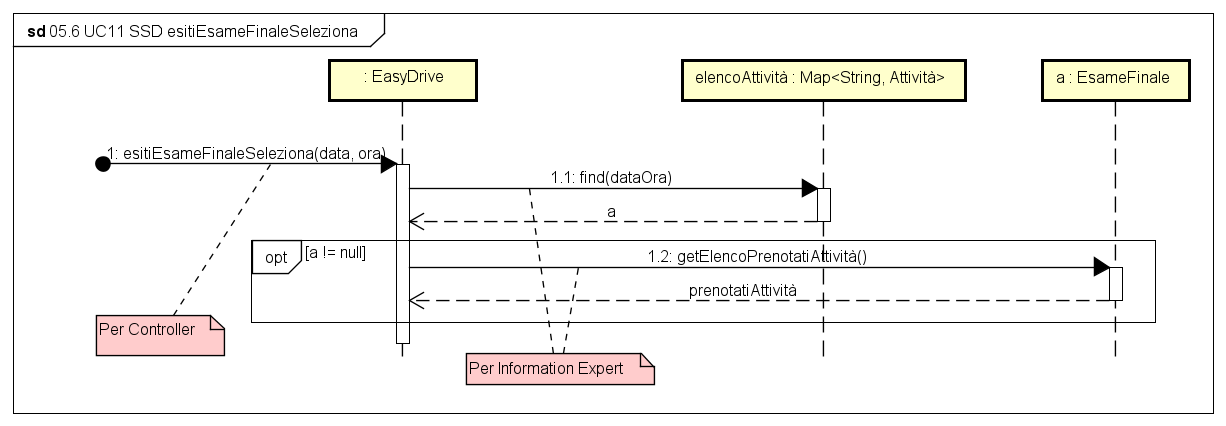 sd 05.6 UC11 SSD esitiEsameFinaleSeleziona
: EasyDrive
elencoAttività : Map<String, Attività>
a : EsameFinale
1: esitiEsameFinaleSeleziona(data, ora)
1.1: find(dataOra)
a
opt
[a != null]
1.2: getElencoPrenotatiAttività()
prenotatiAttività
Per Controller
Per Information Expert